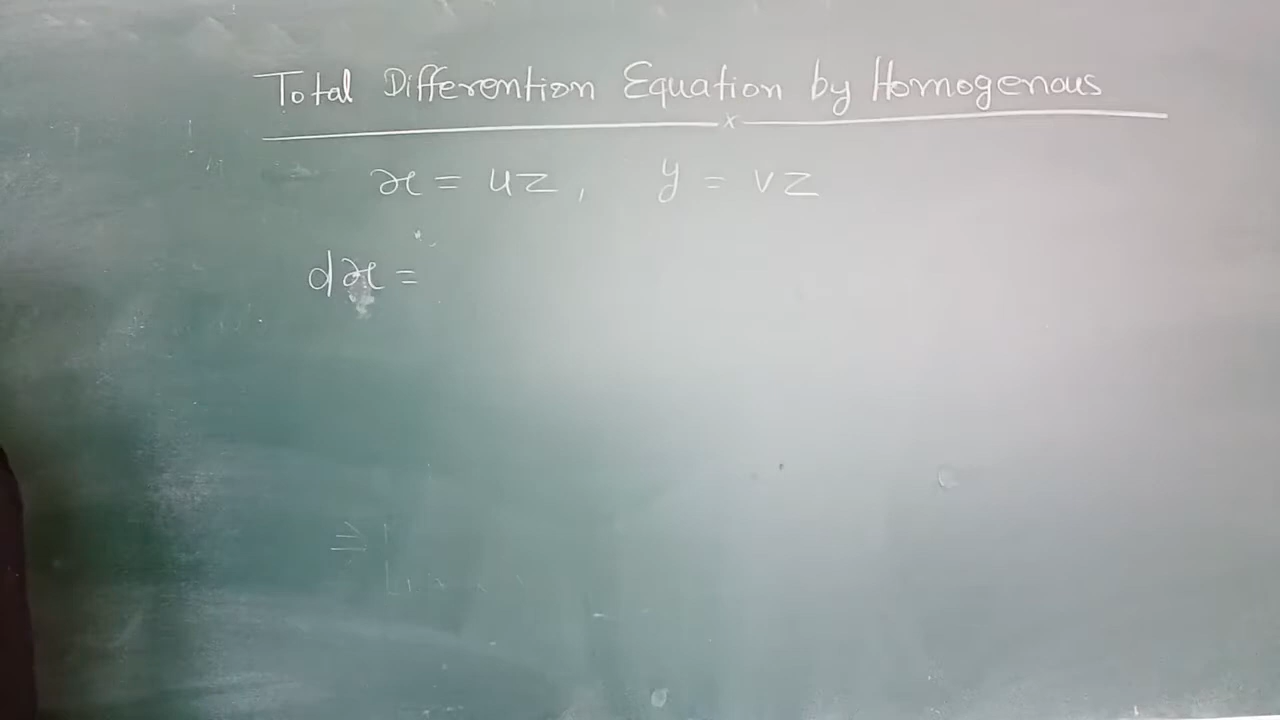 Total Differention Equation by Homogenous
x = uz, y = vz
dx =